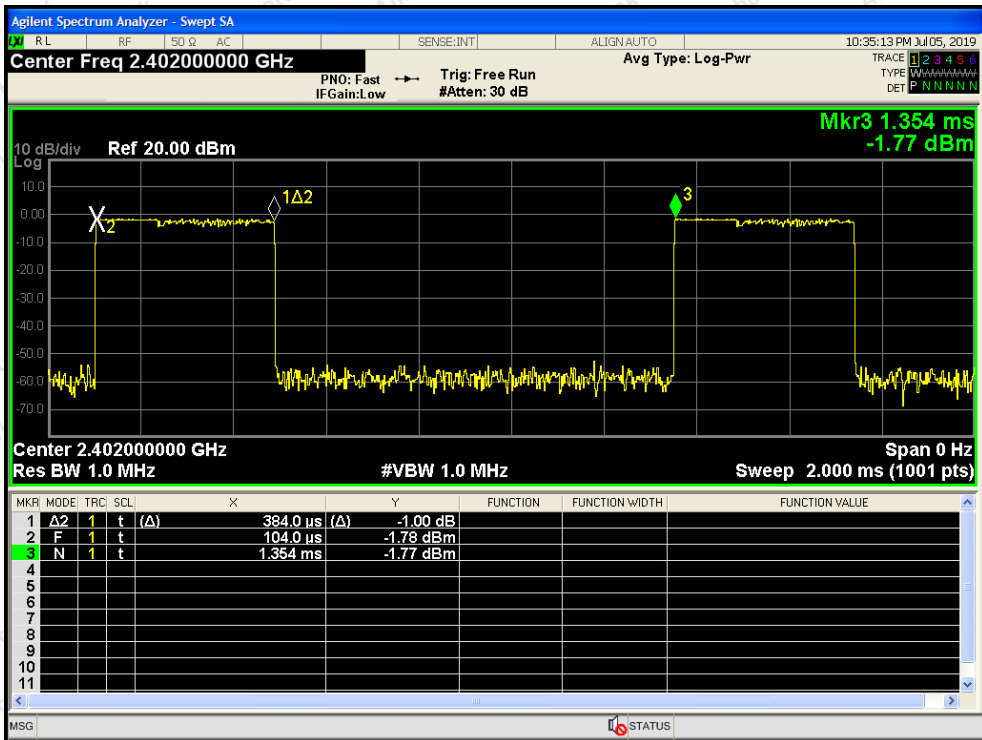 Agilent Spectrum Analyzer - Swept SA
LXI RL RF 50 Ω AC SENSE:INT ALIGN AUTO 10:35:13 PM Jul 05, 2019
Center Freq 2.402000000 GHz
PNO: Fast Trig: Free Run Avg Type: Log-Pwr TRACE 1 2 3 4 5 6
IFGain:Low #Atten: 30 dB TYPE WWWWWW
DET P N N N N N
Mkr3 1.354 ms
-1.77 dBm
10 dB/div Ref 20.00 dBm
Log
10.0
0.00
-10.0
-20.0
-30.0
-40.0
-50.0
-60.0
-70.0
X2
1Δ2
3
Center 2.402000000 GHz Span 0 Hz
Res BW 1.0 MHz #VBW 1.0 MHz Sweep 2.000 ms (1001 pts)
MKR MODE TRC SCL X Y FUNCTION FUNCTION WIDTH FUNCTION VALUE
1 Δ2 1 t (Δ) 384.0 µs (Δ) -1.00 dB
2 F 1 t 104.0 µs -1.78 dBm
3 N 1 t 1.354 ms -1.77 dBm
4
5
6
7
8
9
10
11
MSG STATUS